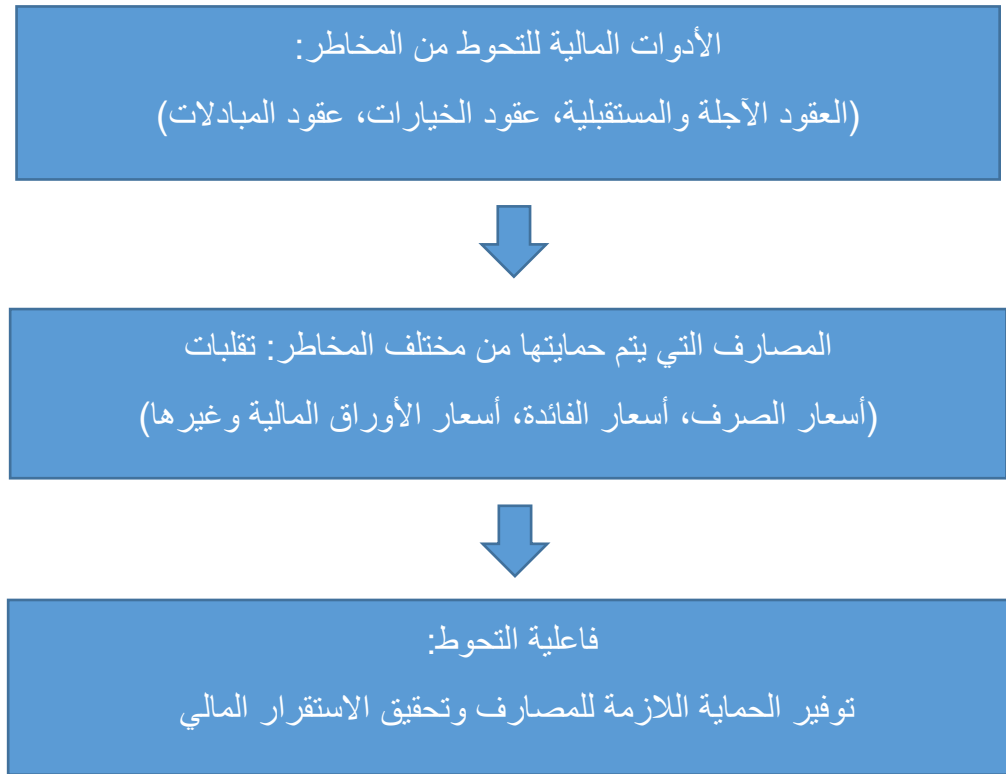 الأدوات المالية للتحوط من المخاطر:
(العقود الآجلة والمستقبلية، عقود الخيارات، عقود المبادلات)
المصارف التي يتم حمايتها من مختلف المخاطر: تقلبات
(أسعار الصرف، أسعار الفائدة، أسعار الأوراق المالية وغيرها)
فاعلية التحوط:
توفير الحماية اللازمة للمصارف وتحقيق الاستقرار المالي